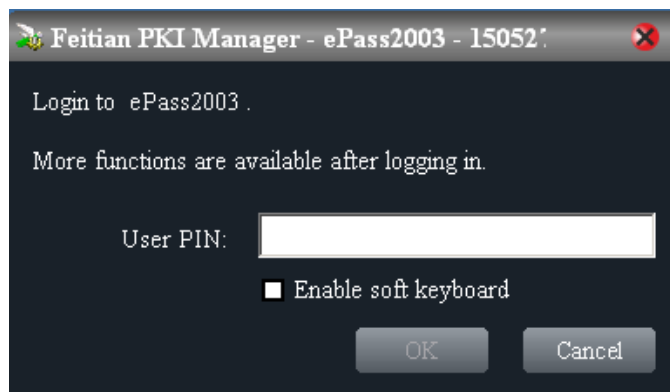 Feitian PKI Manager - ePass2003 - 15052
Login to ePass2003 .
More functions are available after logging in.
User PIN:
Enable soft keyboard
OK Cancel